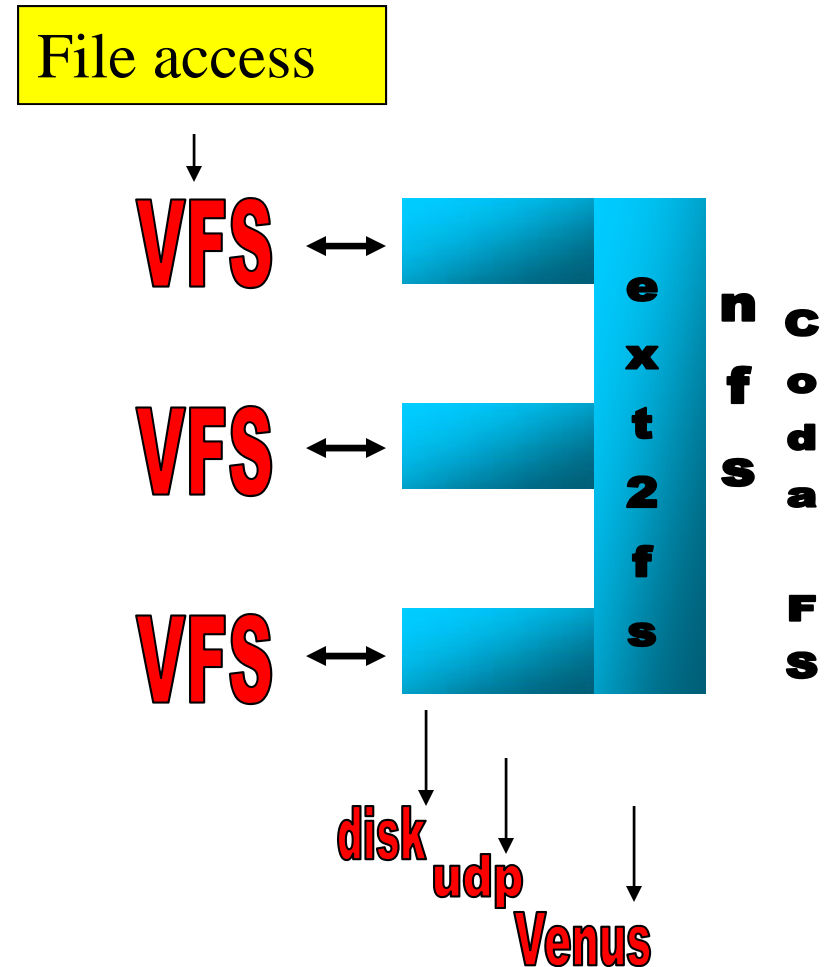 File access
VFS
VFS
VFS
ext2fs
nfs
coda Fs
disk
udp
Venus